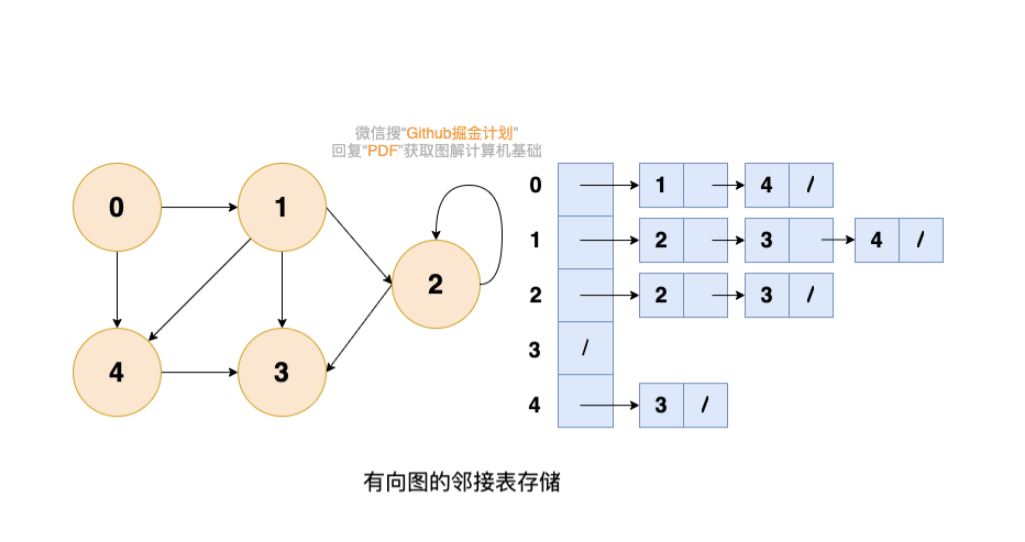 微信搜“Github掘金计划”
回复“PDF”获取图解计算机基础
0 1
2
4 3
0 1 4 /
1 2 3 4 /
2 2 3 /
3 /
4 3 /
有向图的邻接表存储